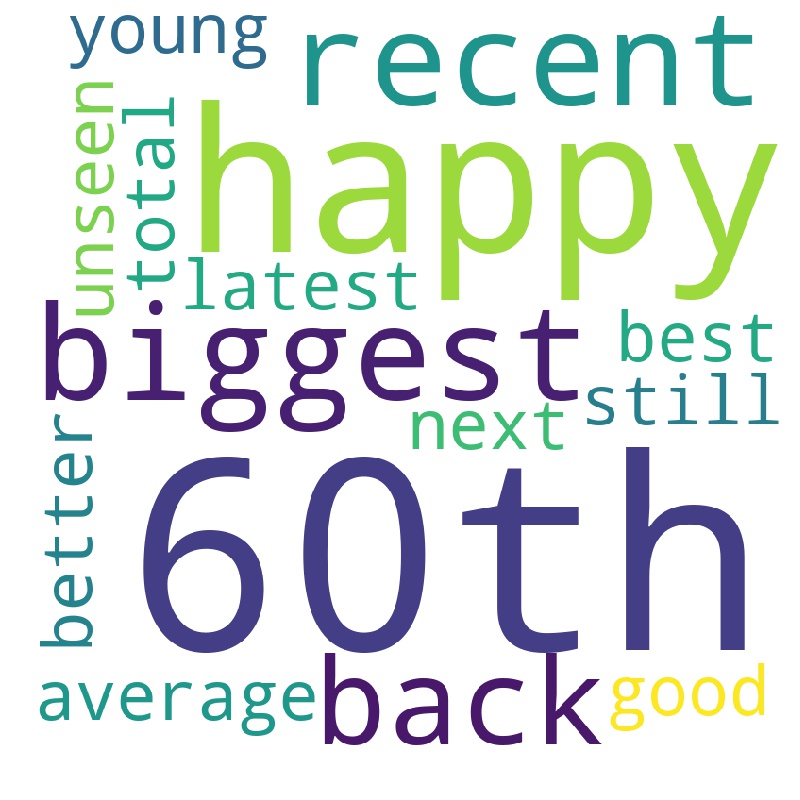 young
recent
unseen
total
happy
latest
biggest
best
still
next
better
60th
average
back
good